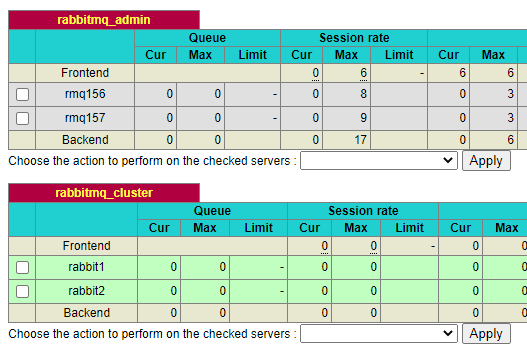 rabbitmq_admin
Queue Session rate
Cur Max Limit Cur Max Limit Cur Max
Frontend 0 6 - 6 6
rmq156 0 0 - 0 8 0 3
rmq157 0 0 - 0 9 0 3
Backend 0 0 0 17 0 6
Choose the action to perform on the checked servers : Apply
rabbitmq_cluster
Queue Session rate
Cur Max Limit Cur Max Limit Cur Max
Frontend 0 0 - 0 0
rabbit1 0 0 - 0 0 0 0
rabbit2 0 0 - 0 0 0 0
Backend 0 0 0 0 0 0
Choose the action to perform on the checked servers : Apply